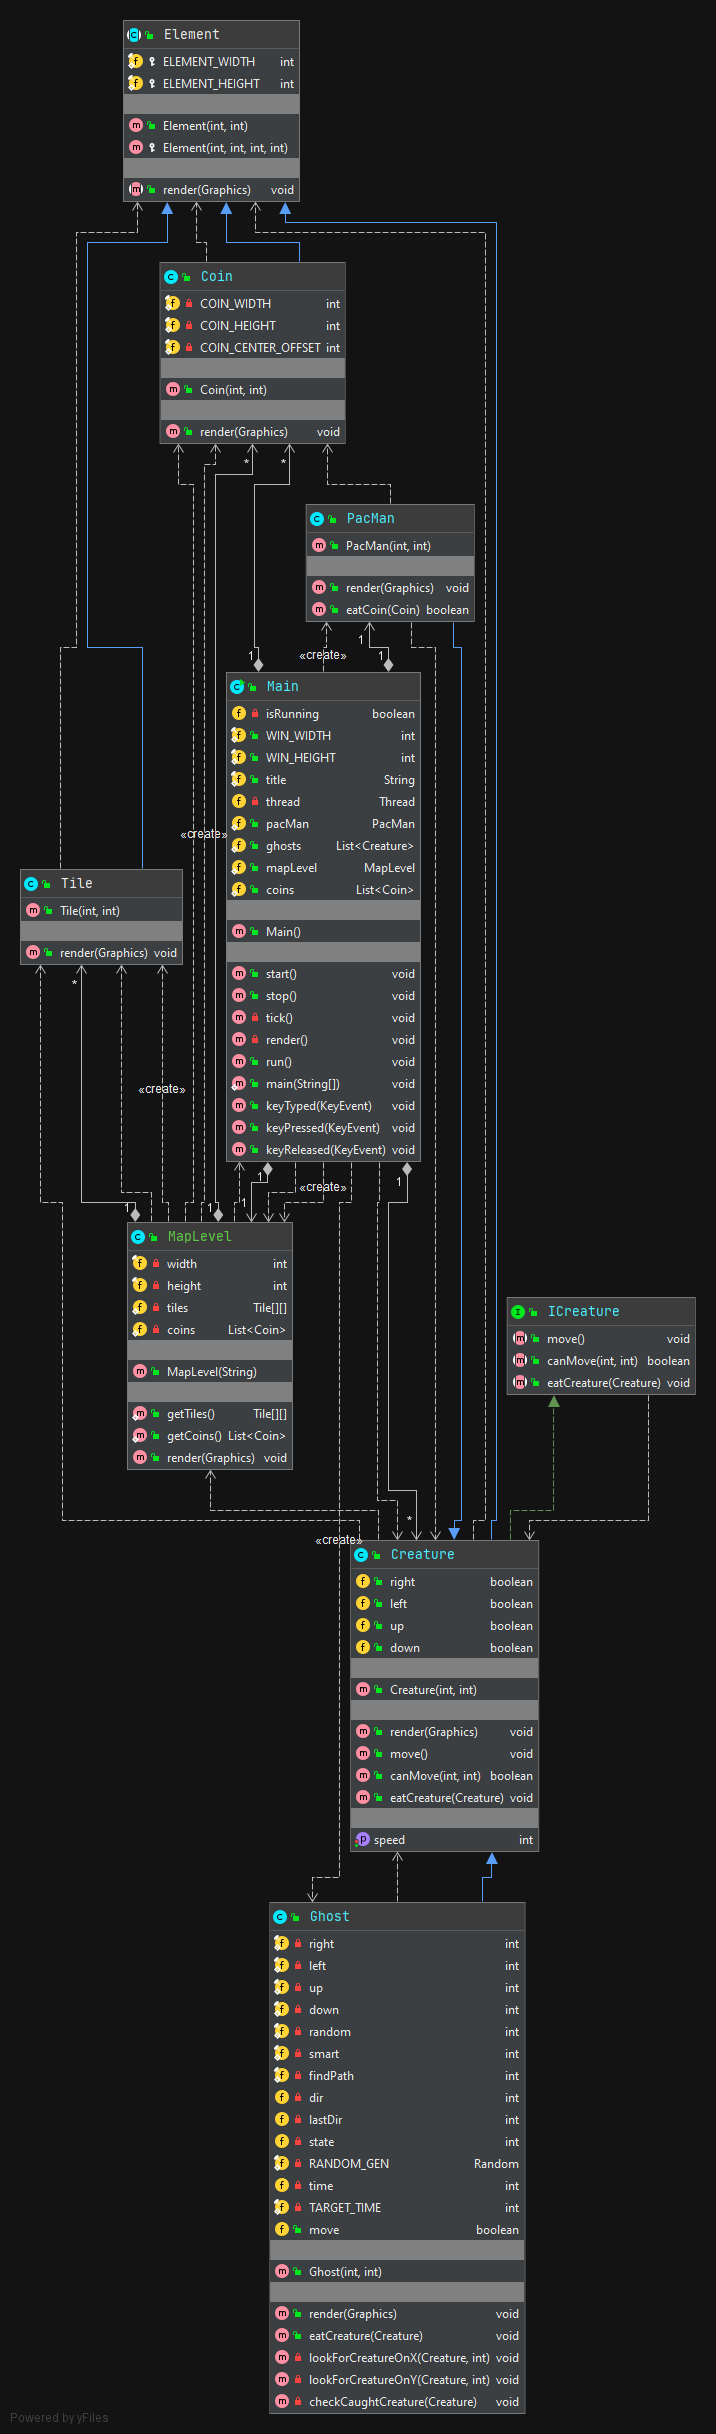 Element
ELEMENT_WIDTH int
ELEMENT_HEIGHT int
Element(int, int)
Element(int, int, int, int)
render(Graphics) void
Coin
COIN_WIDTH int
COIN_HEIGHT int
COIN_CENTER_OFFSET int
Coin(int, int)
render(Graphics) void
* *
PacMan
PacMan(int, int)
render(Graphics) void
eatCoin(Coin) boolean
1
1 «create» 1
Main
isRunning boolean
WIN_WIDTH int
WIN_HEIGHT int
title String
thread Thread
pacMan PacMan
«create»
ghosts List<Creature>
mapLevel MapLevel
coins List<Coin>
Main()
start() void
stop() void
tick() void
render() void
run() void
main(String[]) void
keyTyped(KeyEvent) void
keyPressed(KeyEvent) void
keyReleased(KeyEvent) void
Tile
Tile(int, int)
render(Graphics) void
*
«create»
1 «create» 1
1 1 1
MapLevel
width int
height int
tiles Tile[][]
coins List<Coin>
MapLevel(String)
getTiles() Tile[][]
getCoins() List<Coin>
render(Graphics) void
ICreature
move() void
canMove(int, int) boolean
eatCreature(Creature) void
*
«create»
Creature
right boolean
left boolean
up boolean
down boolean
Creature(int, int)
render(Graphics) void
move() void
canMove(int, int) boolean
eatCreature(Creature) void
speed int
Ghost
right int
left int
up int
down int
random int
smart int
findPath int
dir int
lastDir int
state int
RANDOM_GEN Random
time int
TARGET_TIME int
move boolean
Ghost(int, int)
render(Graphics) void
eatCreature(Creature) void
lookForCreatureOnX(Creature, int) void
lookForCreatureOnY(Creature, int) void
checkCaughtCreature(Creature) void
Powered by yFiles